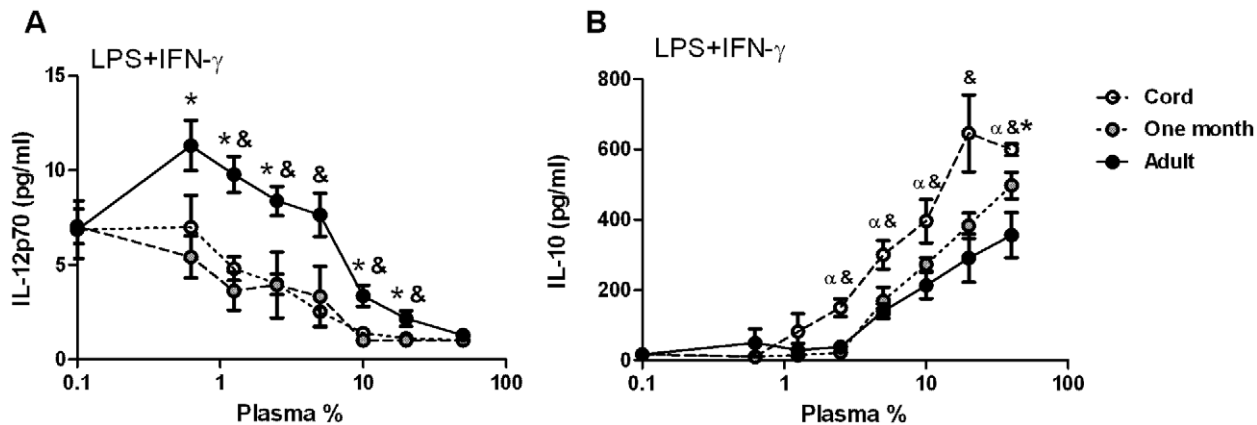 A
LPS+IFN-γ
IL-12p70 (pg/ml)
15
10
5
0
*
* &
* &
&
* &
* &
0.1 1 10 100
Plasma %
B
LPS+IFN-γ
IL-10 (pg/ml)
800
600
400
200
0
α &
α &
α &
&
α &*
0.1 1 10 100
Plasma %
Cord
One month
Adult